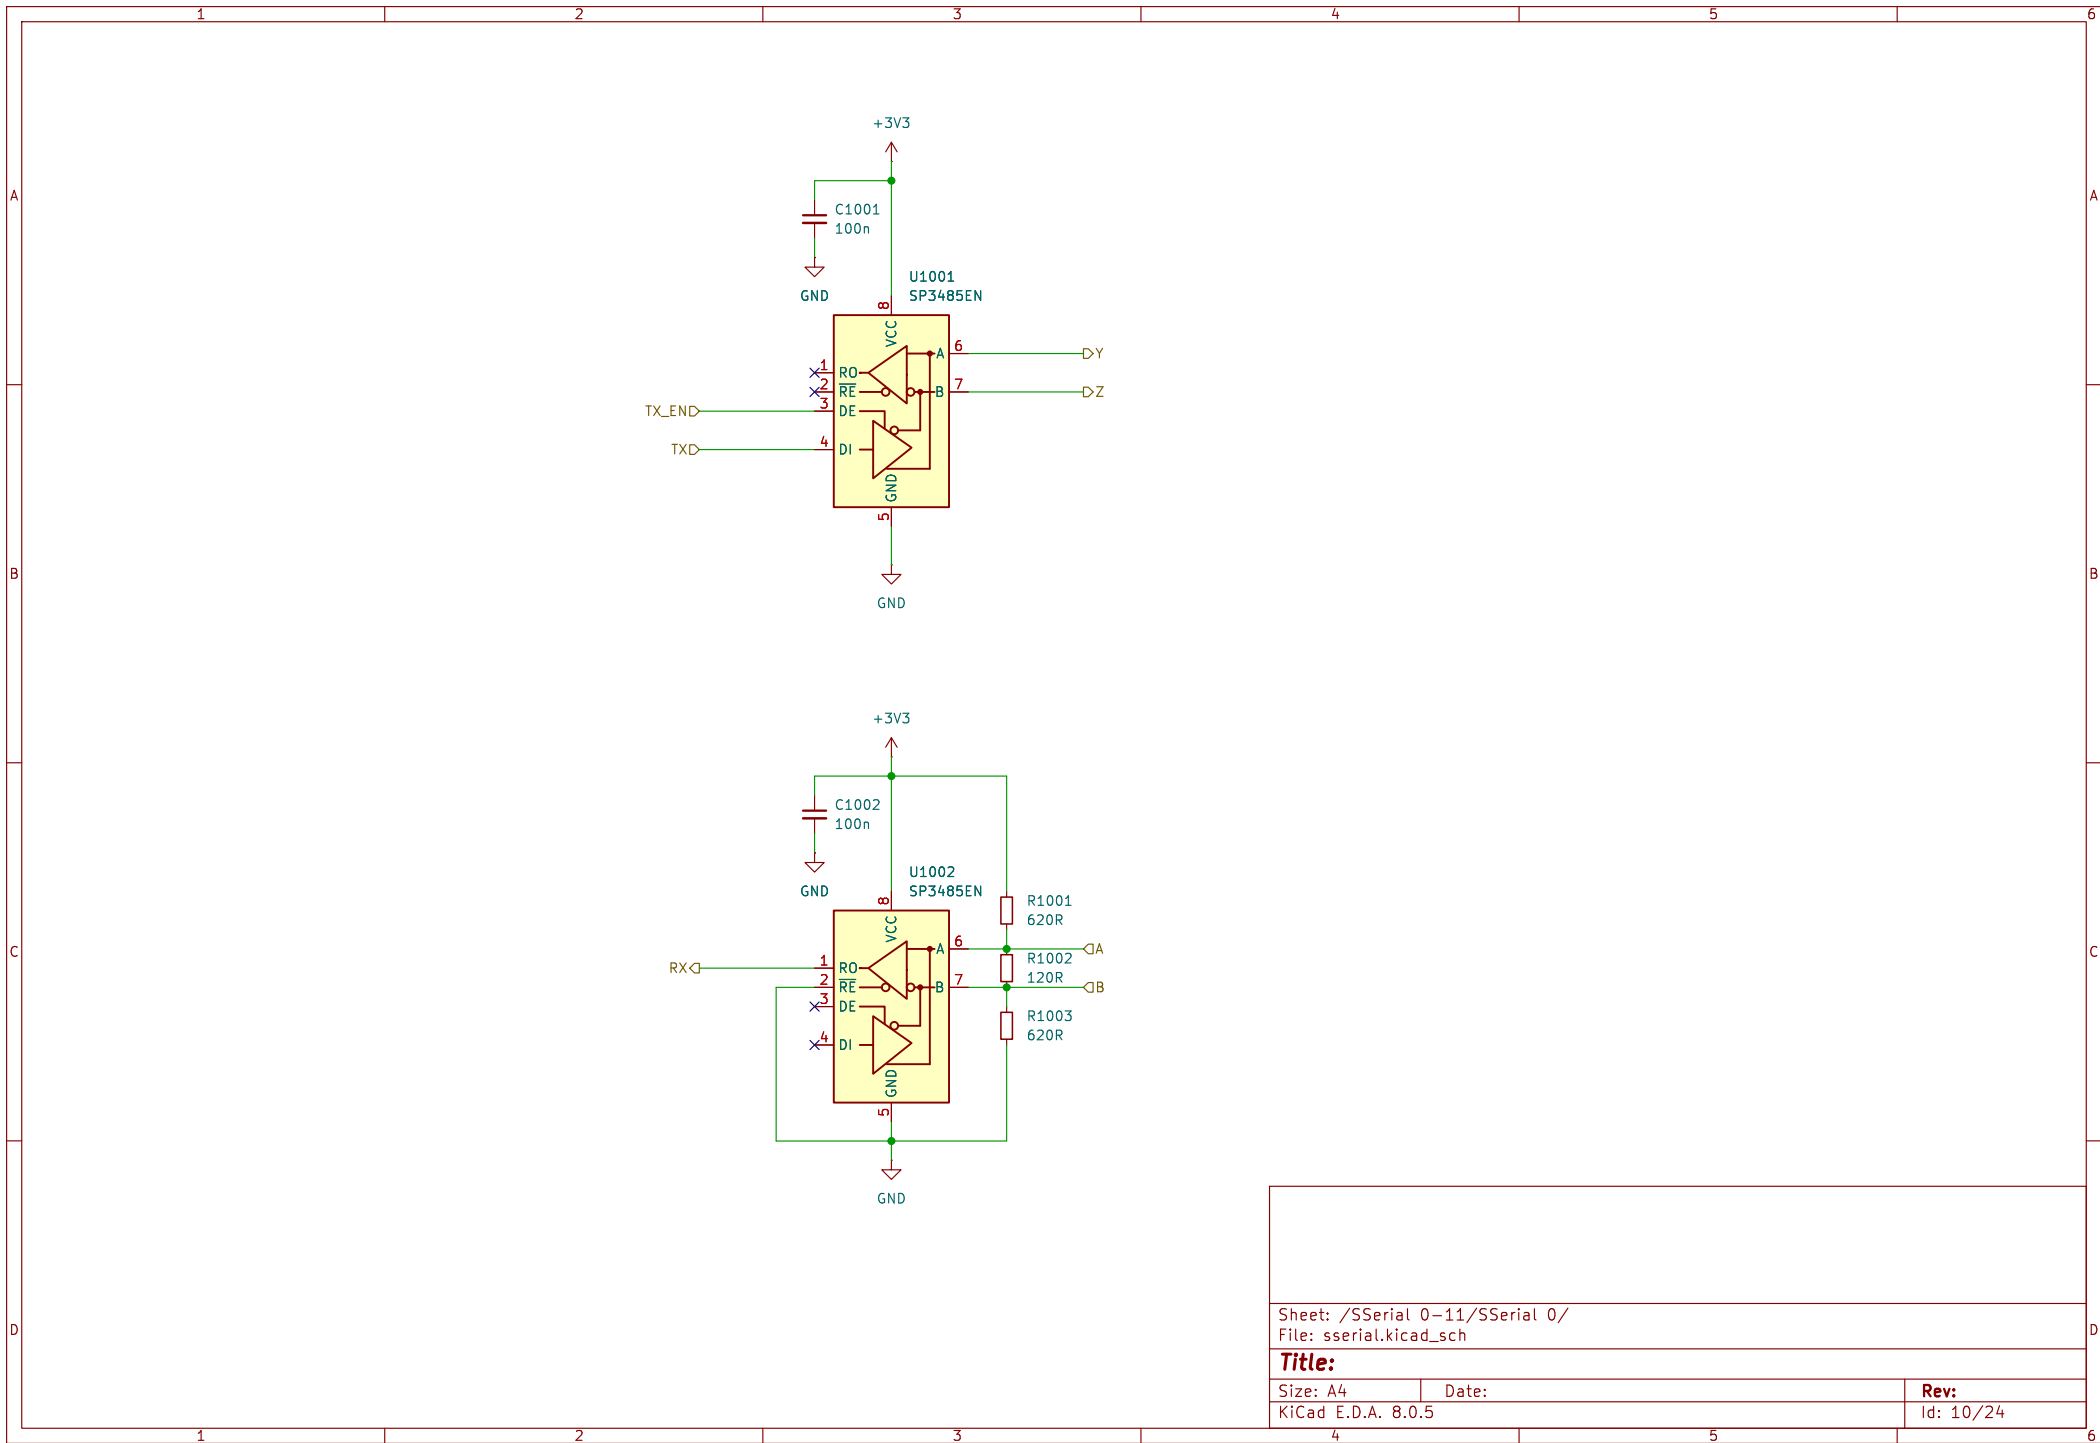 1 2 3 4 5 6
A A
+3V3
C1001
100n
GND
U1001
SP3485EN
8
VCC
A 6 Y
1 RO
2 RE
B 7 Z
TX_EN 3 DE
TX 4 DI
GND
5
GND
B B
+3V3
C1002
100n
GND
U1002
SP3485EN
8
VCC
R1001
620R
C C
A 6 A
RX 1 RO
R1002
120R
2 RE
B 7 B
3 DE
R1003
620R
4 DI
GND
5
GND
D D
Sheet: /SSerial 0-11/SSerial 0/
File: sserial.kicad_sch
Title:
Size: A4 Date: Rev:
KiCad E.D.A. 8.0.5 Id: 10/24
1 2 3 4 5 6